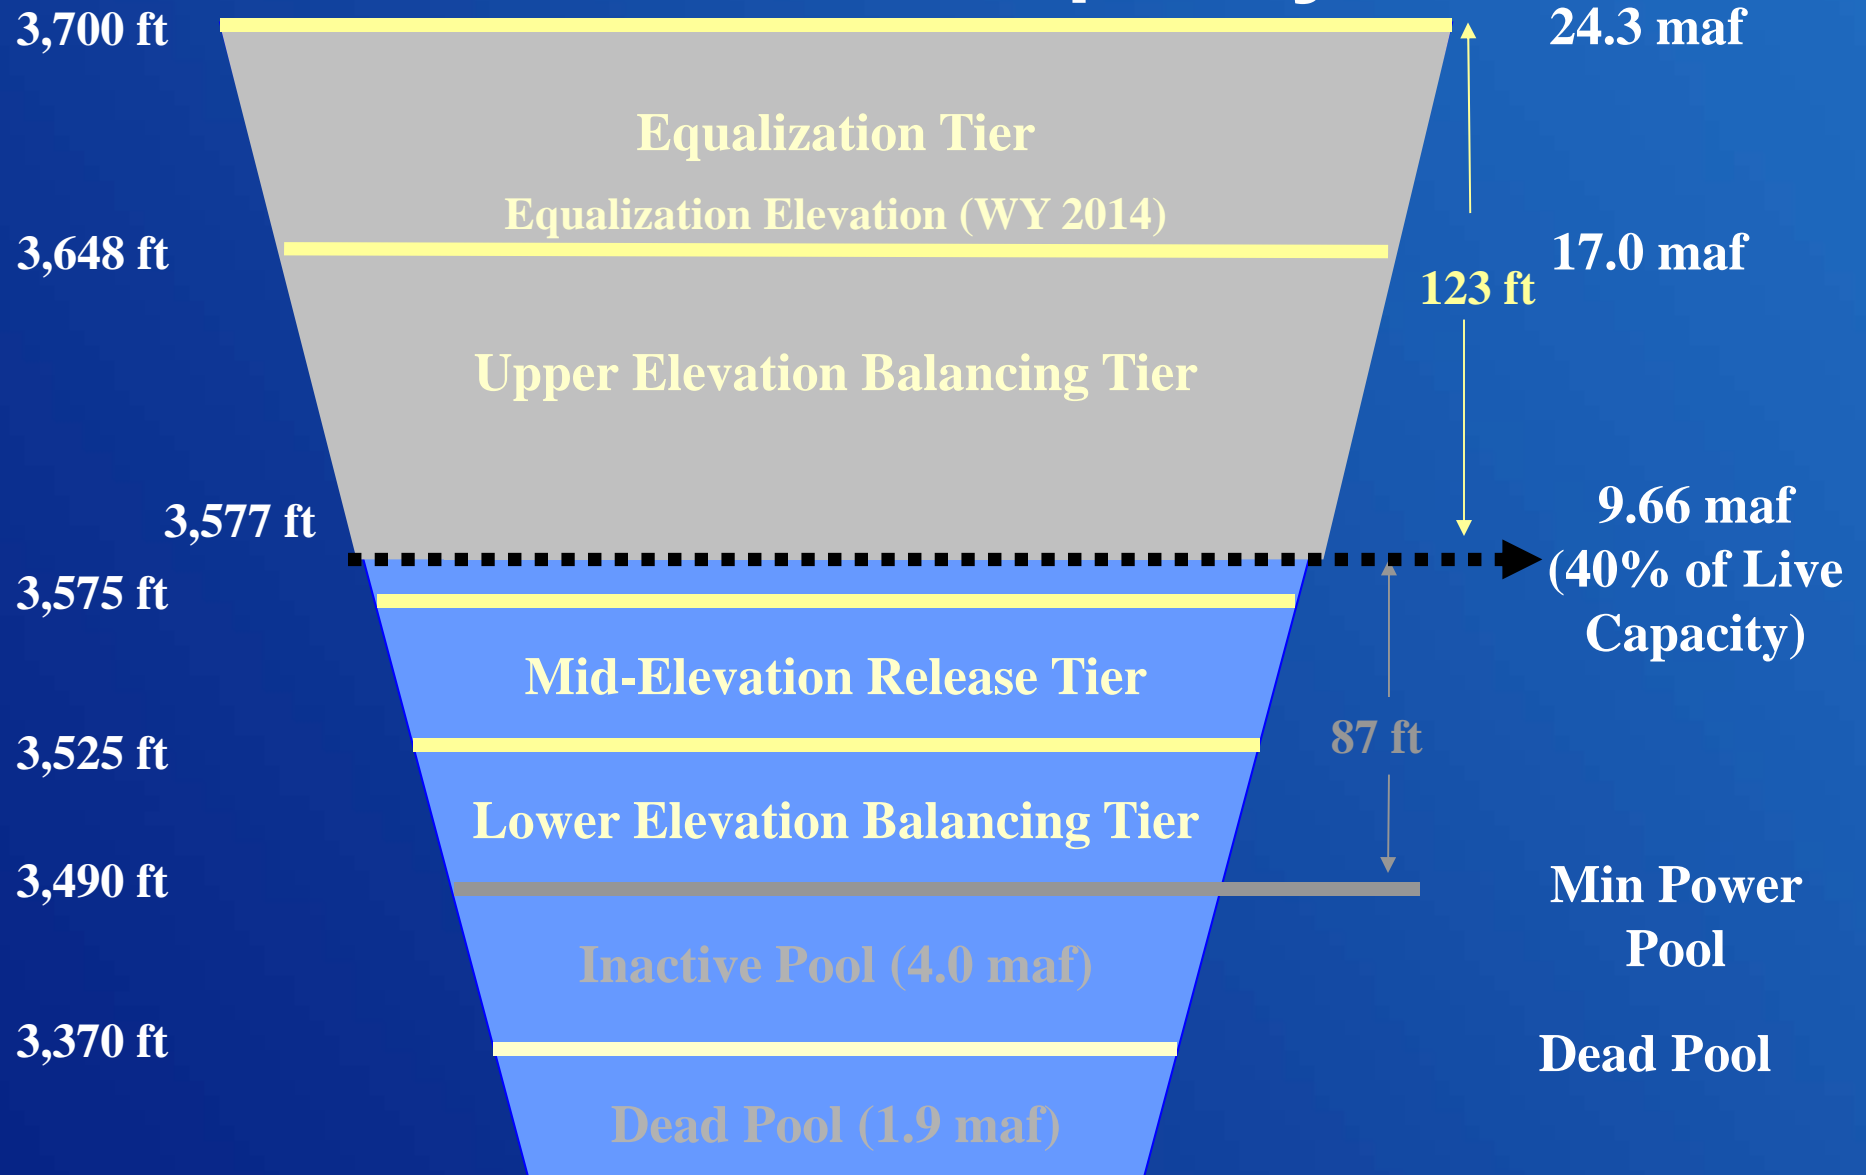 3,700 ft
24.3 maf
Equalization Tier
Equalization Elevation (WY 2014)
3,648 ft
17.0 maf
123 ft
Upper Elevation Balancing Tier
3,577 ft
9.66 maf
(40% of Live
Capacity)
3,575 ft
Mid-Elevation Release Tier
87 ft
3,525 ft
Lower Elevation Balancing Tier
3,490 ft
Min Power
Pool
Inactive Pool (4.0 maf)
3,370 ft
Dead Pool
Dead Pool (1.9 maf)